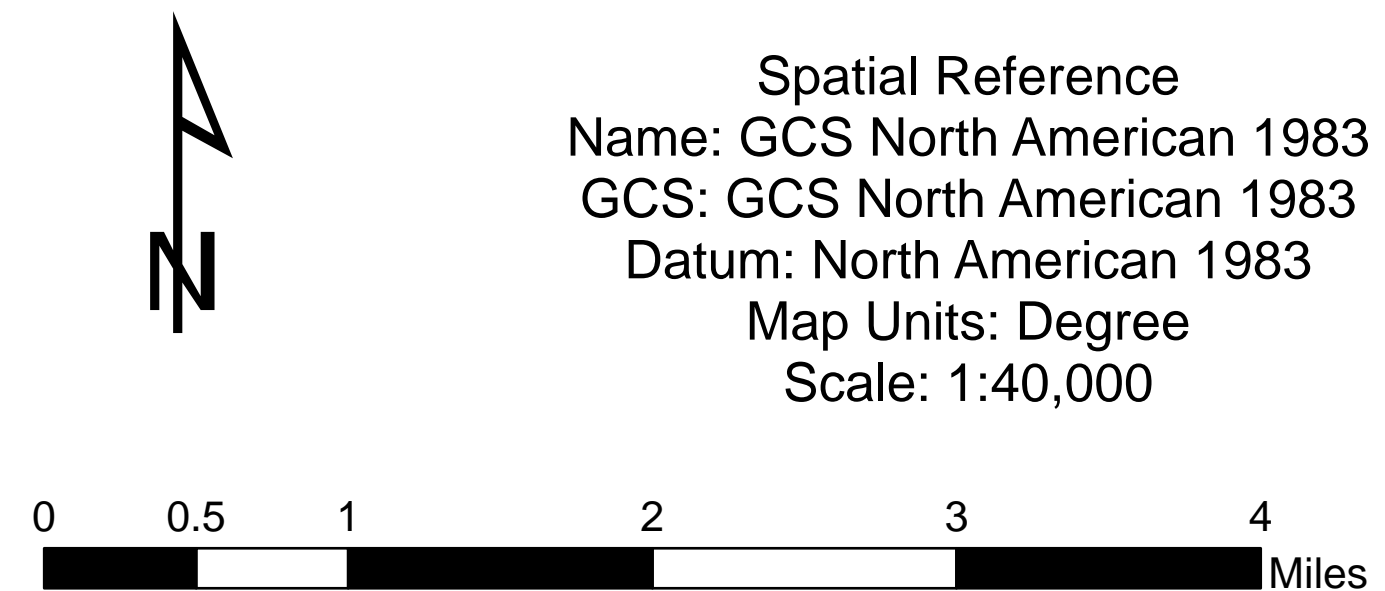 N
Spatial Reference
Name: GCS North American 1983
GCS: GCS North American 1983
Datum: North American 1983
Map Units: Degree
Scale: 1:40,000
0 0.5 1 2 3 4
Miles